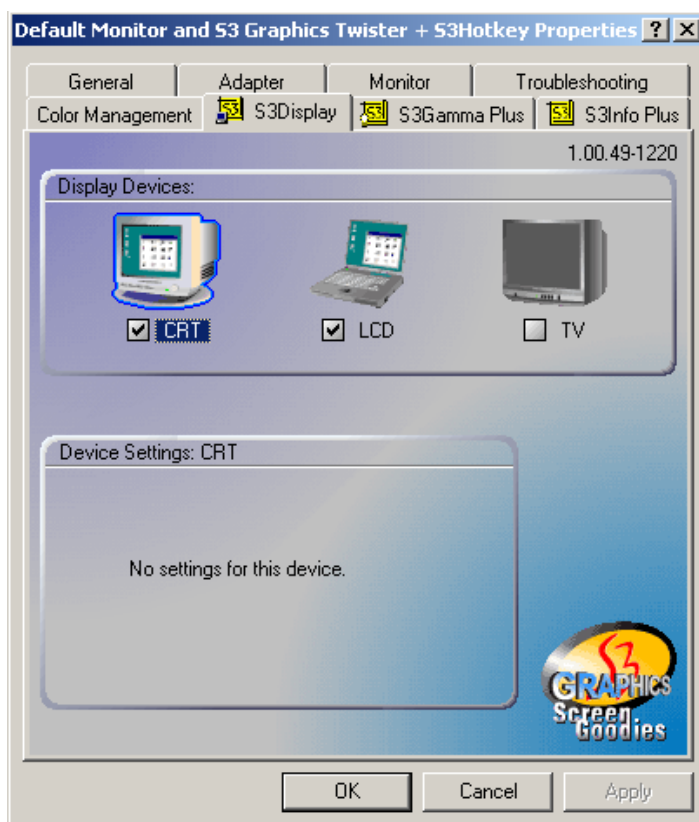 Default Monitor and S3 Graphics Twister + S3Hotkey Properties ? X
General Adapter Monitor Troubleshooting
Color Management S3Display S3Gamma Plus S3Info Plus
1.00.49-1220
Display Devices:
CRT LCD TV
Device Settings: CRT
No settings for this device.
S3
GRAPHICS
Screen
Goodies
OK Cancel Apply